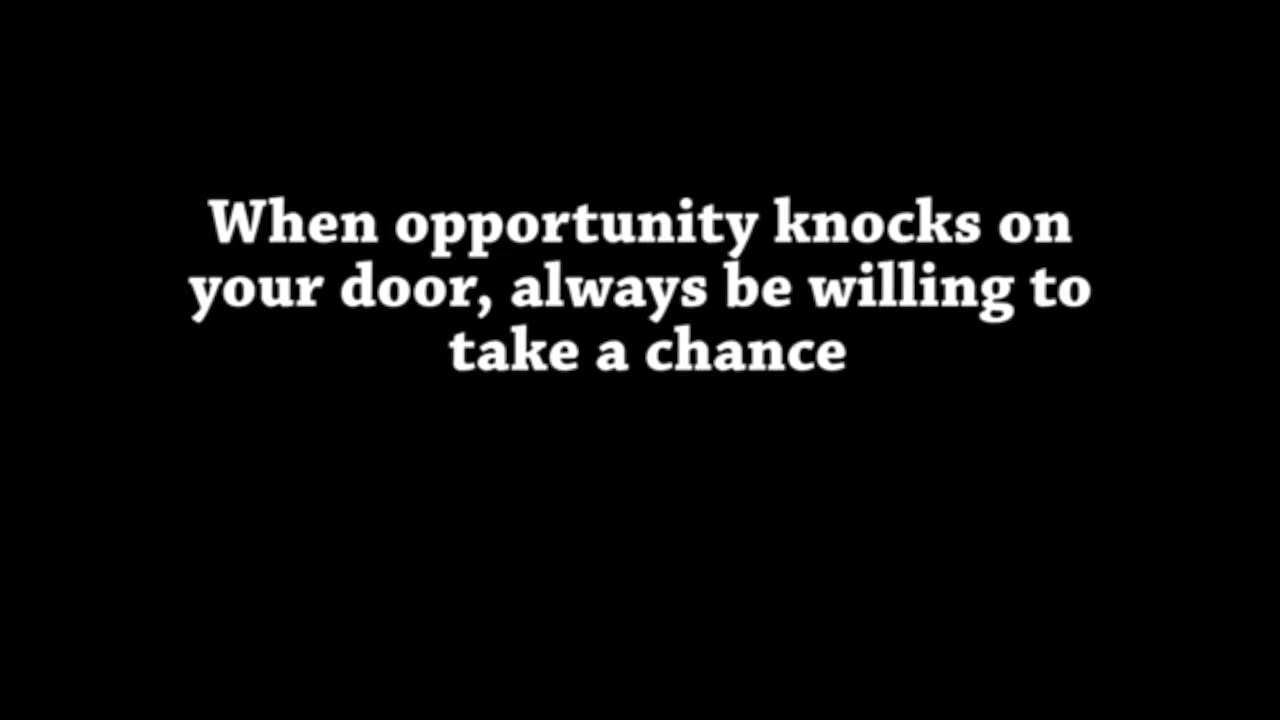 When opportunity knocks on
your door, always be willing to
take a chance